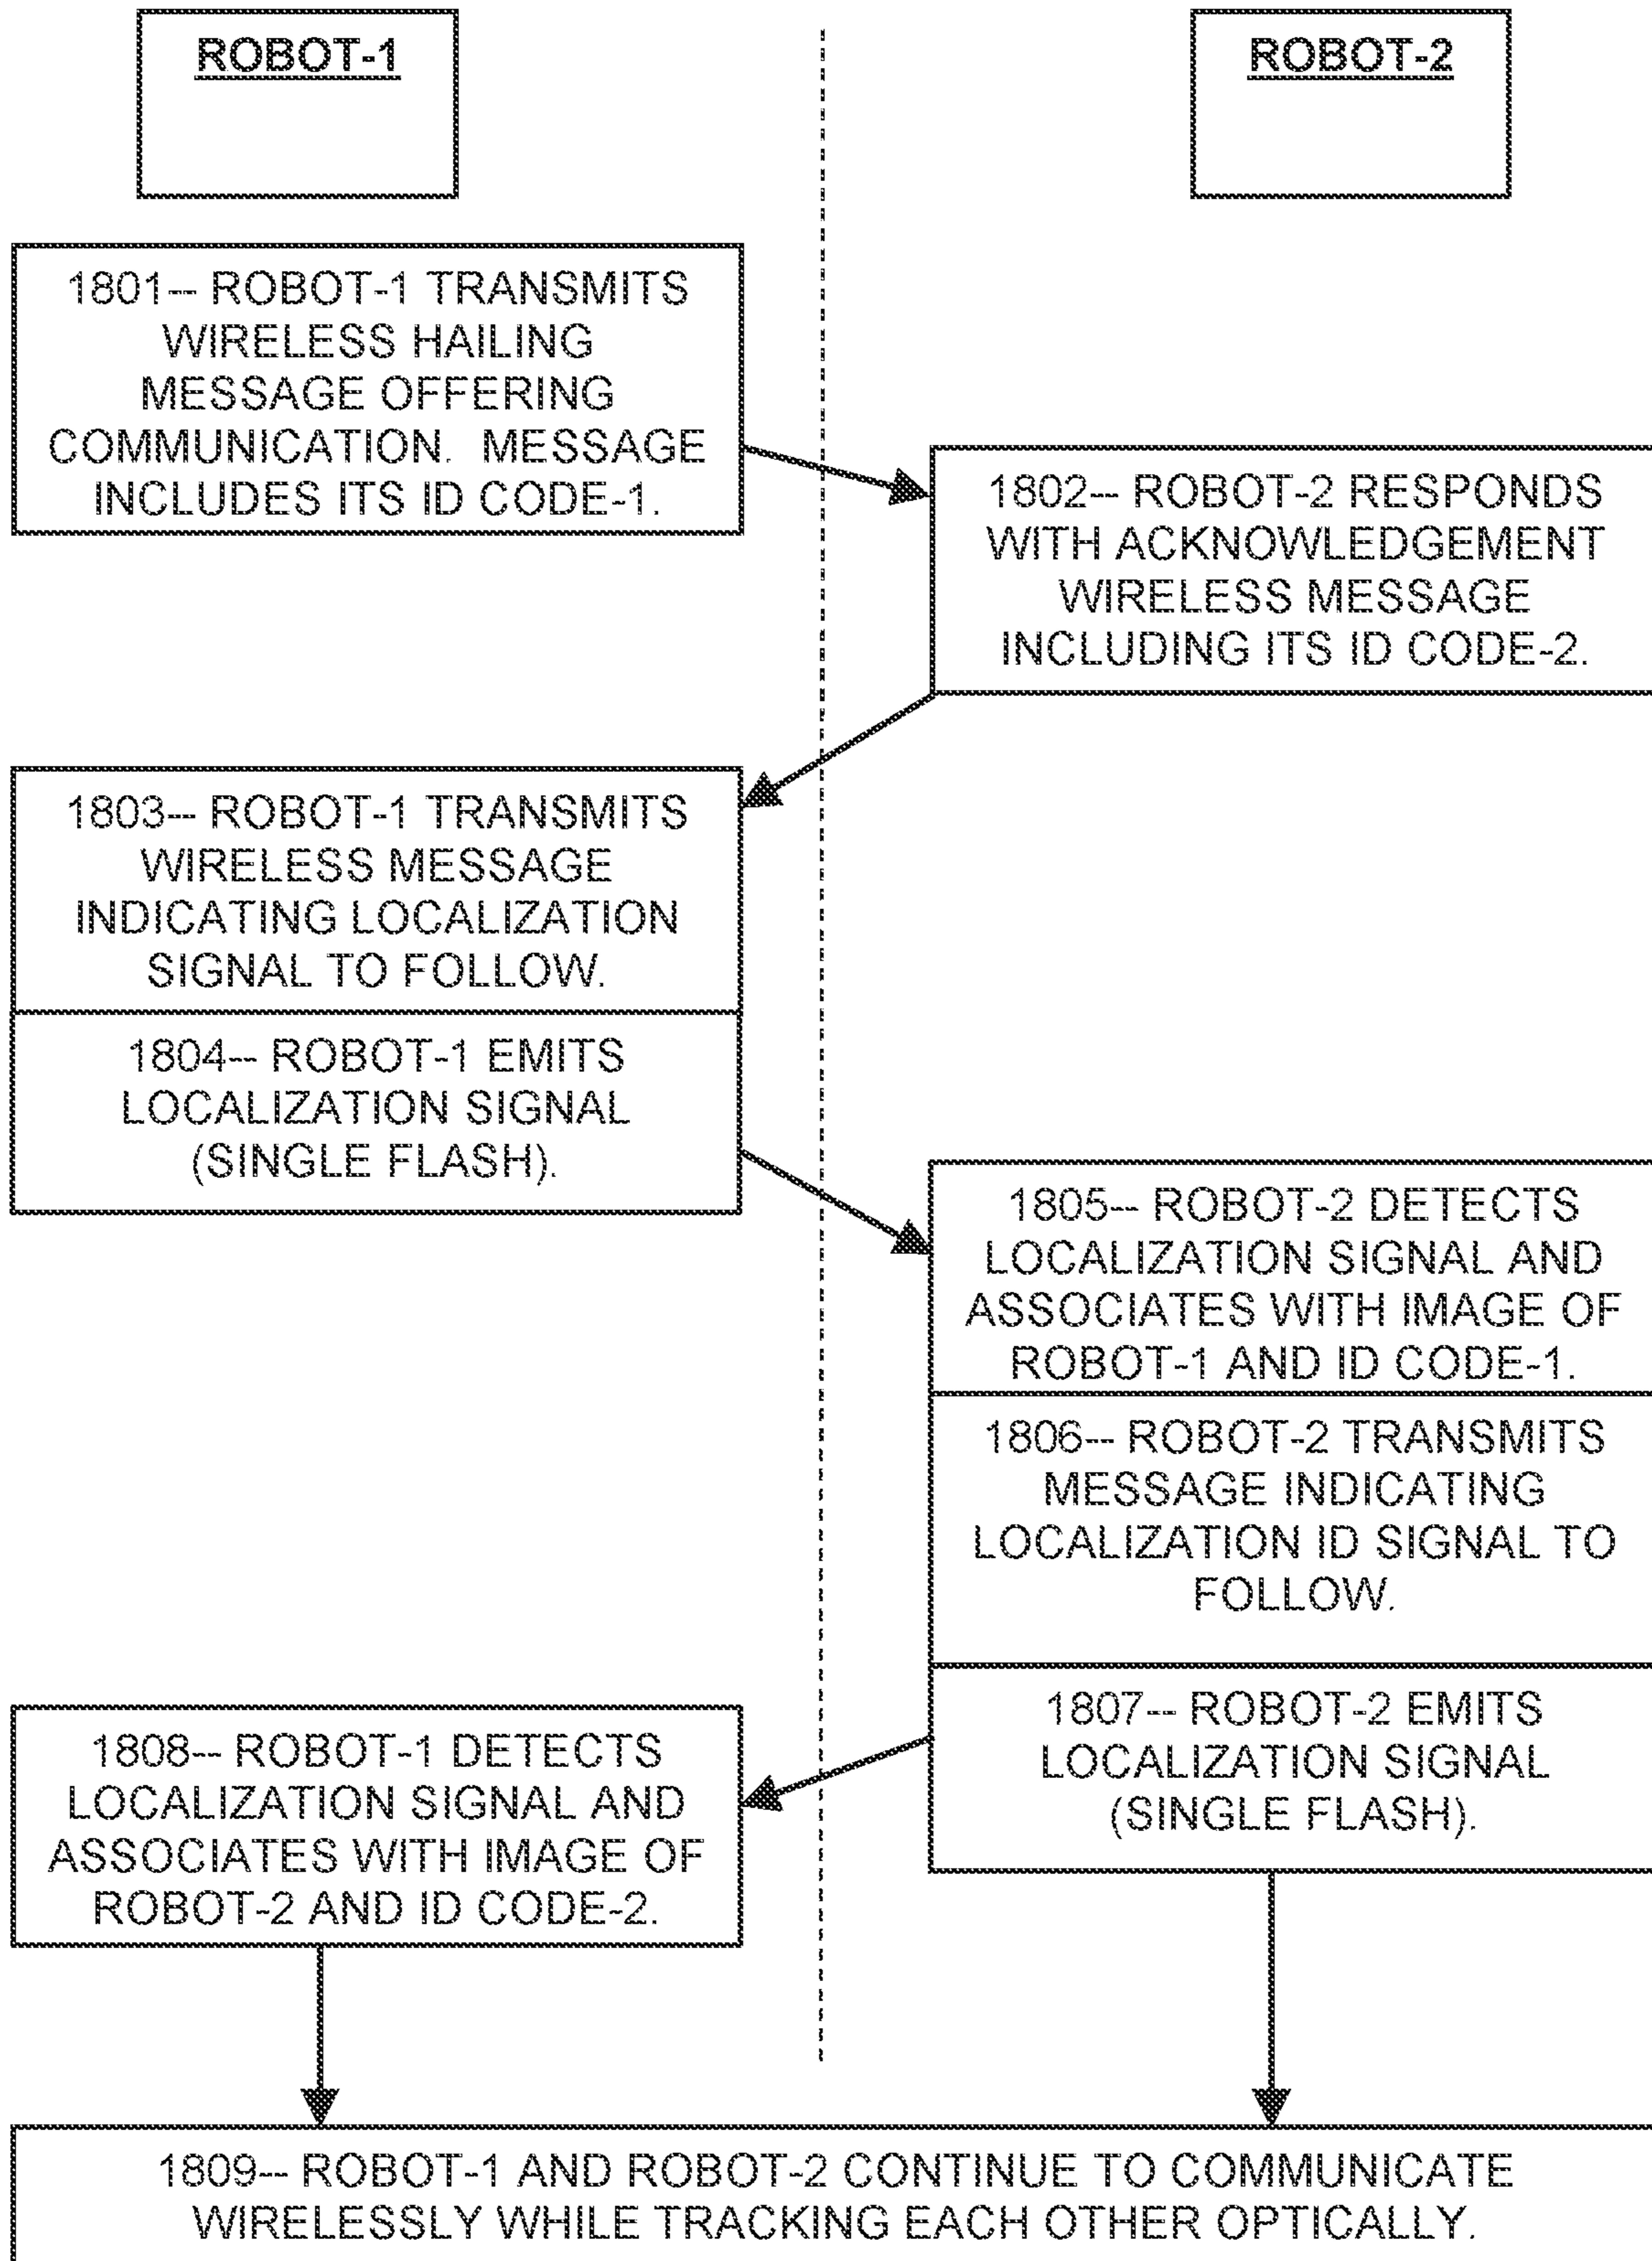 ROBOT-1
ROBOT-2
1801-- ROBOT-1 TRANSMITS
WIRELESS HAILING
MESSAGE OFFERING
COMMUNICATION.  MESSAGE
INCLUDES ITS ID CODE-1.
1802-- ROBOT-2 RESPONDS
WITH ACKNOWLEDGEMENT
WIRELESS MESSAGE
INCLUDING ITS ID CODE-2.
1803-- ROBOT-1 TRANSMITS
WIRELESS MESSAGE
INDICATING LOCALIZATION
SIGNAL TO FOLLOW.
1804-- ROBOT-1 EMITS
LOCALIZATION SIGNAL
(SINGLE FLASH).
1805-- ROBOT-2 DETECTS
LOCALIZATION SIGNAL AND
ASSOCIATES WITH IMAGE OF
ROBOT-1 AND ID CODE-1.
1806-- ROBOT-2 TRANSMITS
MESSAGE INDICATING
LOCALIZATION ID SIGNAL TO
FOLLOW.
1807-- ROBOT-2 EMITS
LOCALIZATION SIGNAL
(SINGLE FLASH).
1808-- ROBOT-1 DETECTS
LOCALIZATION SIGNAL AND
ASSOCIATES WITH IMAGE OF
ROBOT-2 AND ID CODE-2.
1809-- ROBOT-1 AND ROBOT-2 CONTINUE TO COMMUNICATE
WIRELESSLY WHILE TRACKING EACH OTHER OPTICALLY.